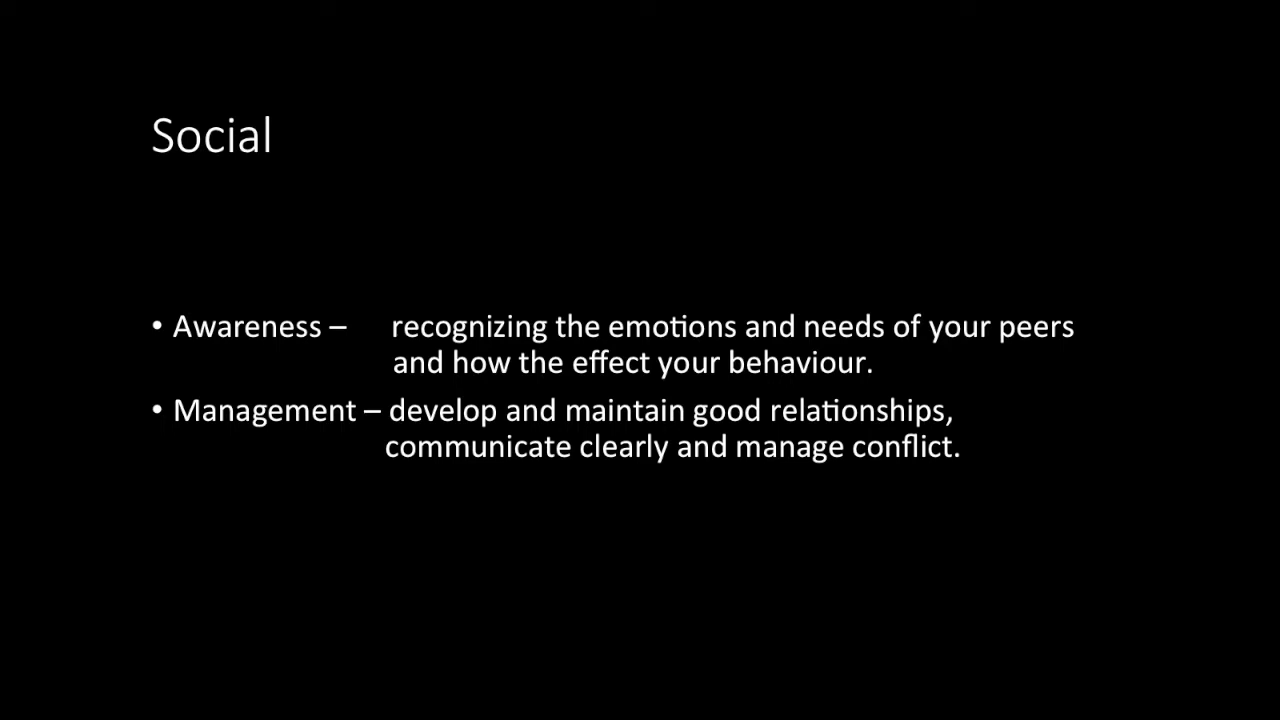 Social
• Awareness – recognizing the emotions and needs of your peers
and how the effect your behaviour.
• Management – develop and maintain good relationships,
communicate clearly and manage conflict.